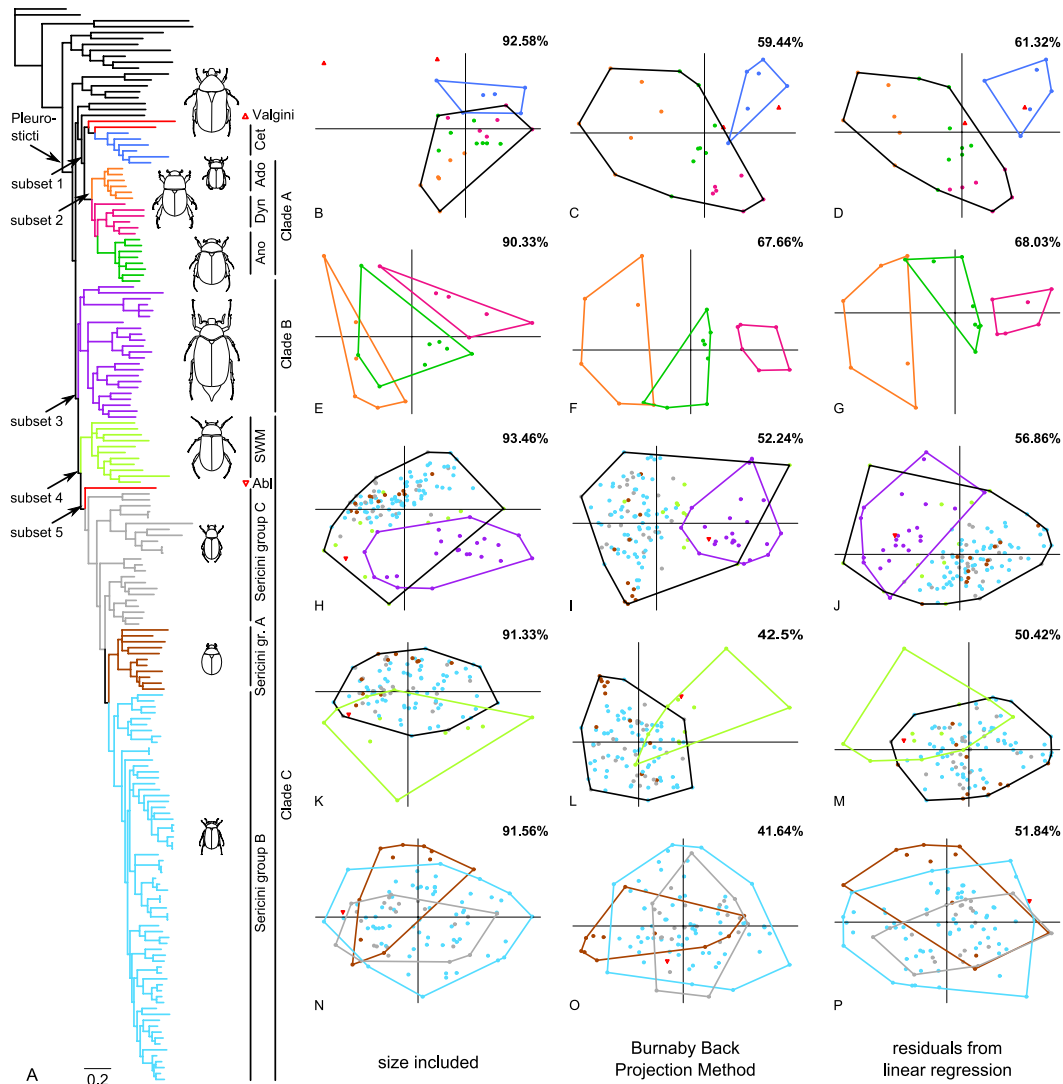 Pleuro-
sticti
subset 1
subset 2
subset 3
subset 4
subset 5
Valgini
Cet
Ado
Dyn
Ano
Clade A
Clade B
SWM
Abl
Sericini group C
Sericini gr. A
Sericini group B
Clade C
A
0.2
92.58%
B
59.44%
C
61.32%
D
90.33%
E
67.66%
F
68.03%
G
93.46%
H
52.24%
I
56.86%
J
91.33%
K
42.5%
L
50.42%
M
91.56%
N
41.64%
O
51.84%
P
size included
Burnaby Back
Projection Method
residuals from
linear regression